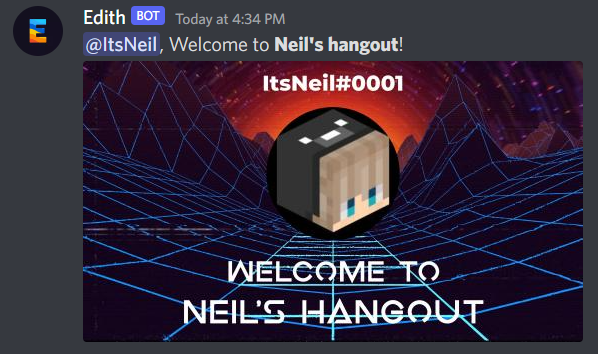 Edith BOT Today at 4:34 PM
@ItsNeil, Welcome to Neil's hangout!
ItsNeil#0001
WELCOME TO
NEIL'S HANGOUT